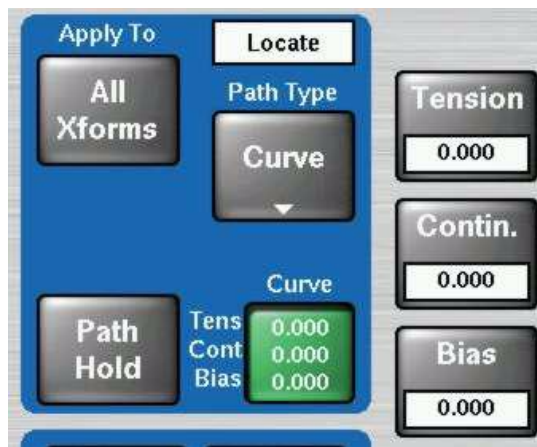 Apply To
Locate
All
Xforms
Path Type
Curve
Tension
0.000
Contin.
0.000
Curve
Path
Hold
Tens 0.000
Cont 0.000
Bias 0.000
Bias
0.000